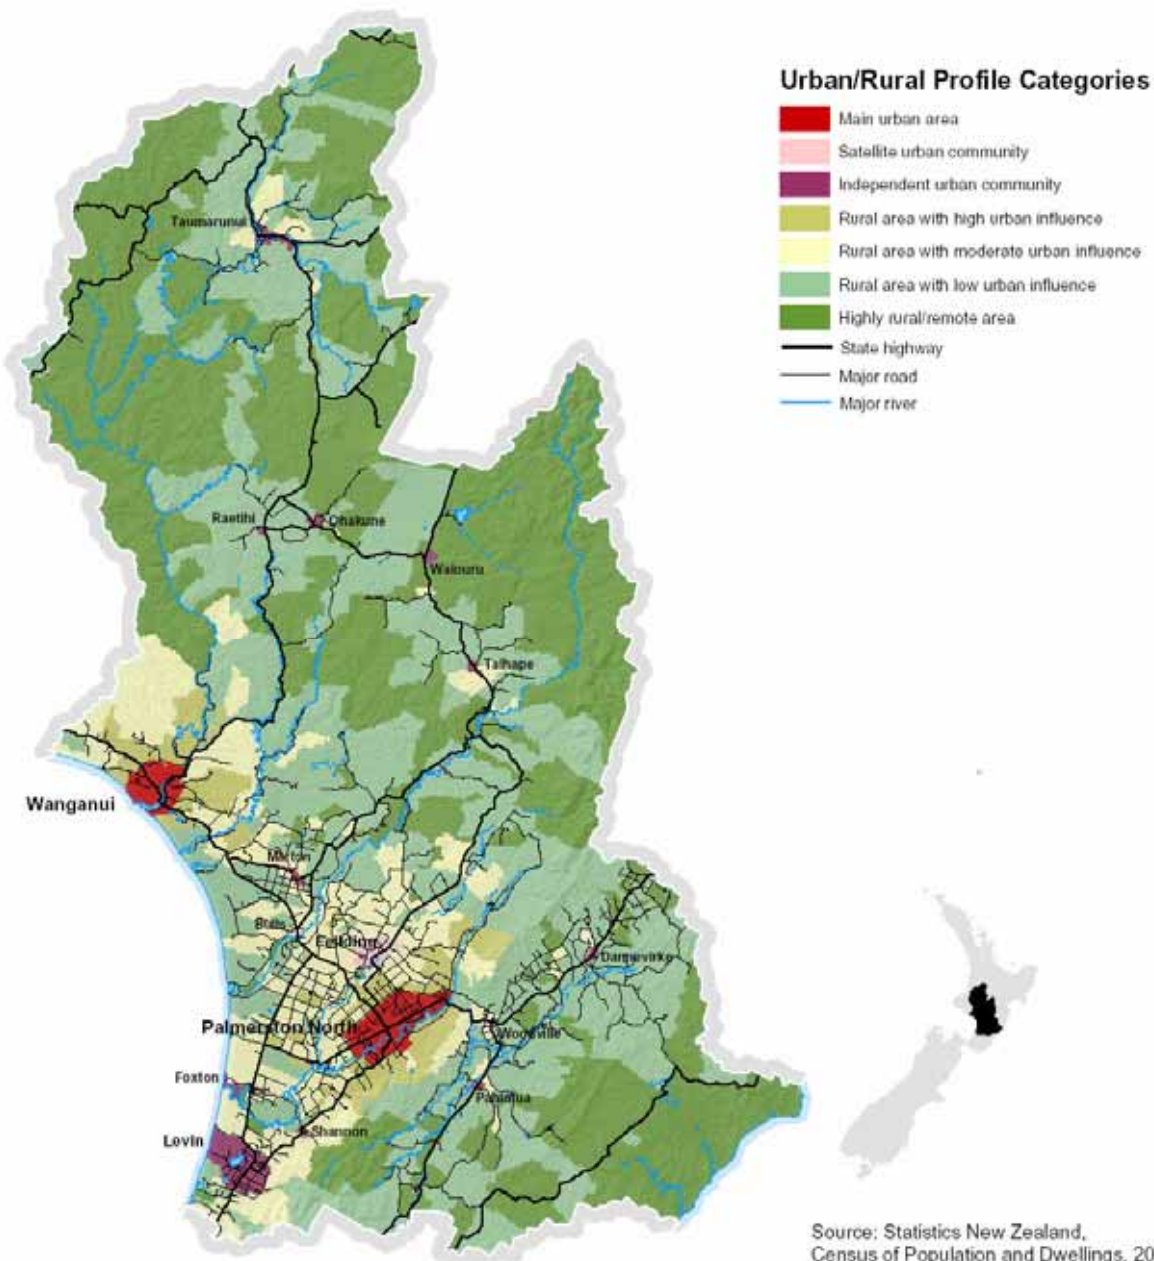 Urban/Rural Profile Categories
Main urban area
Satellite urban community
Independent urban community
Rural area with high urban influence
Rural area with moderate urban influence
Rural area with low urban influence
Highly rural/remote area
State highway
Major road
Major river
Taumarunui
Raetihi
Ohakune
Waiouru
Taihape
Wanganui
Marton
Bulls
Feilding
Dannevirke
Palmerston North
Woodville
Foxton
Pahiatua
Shannon
Levin
Source: Statistics New Zealand,
Census of Population and Dwellings, 20